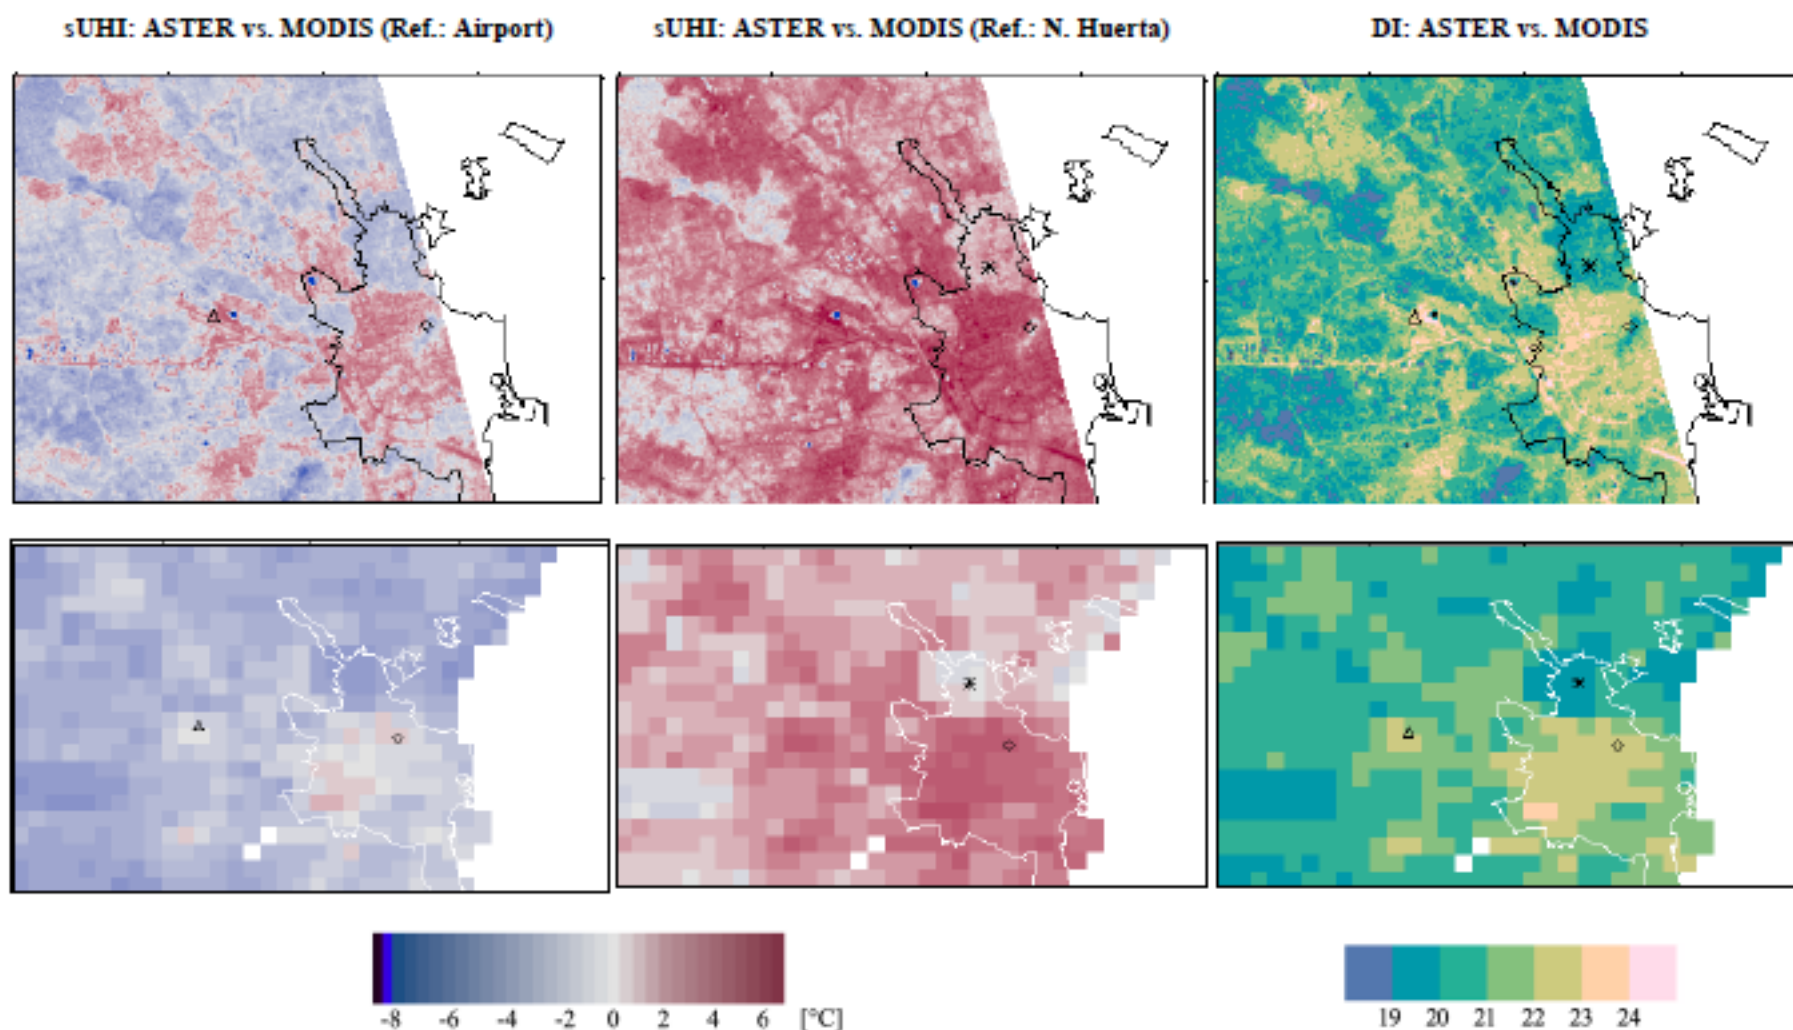 sUHI: ASTER vs. MODIS (Ref.: Airport)
sUHI: ASTER vs. MODIS (Ref.: N. Huerta)
DI: ASTER vs. MODIS
-8 -6 -4 -2 0 2 4 6 [°C]
19 20 21 22 23 24